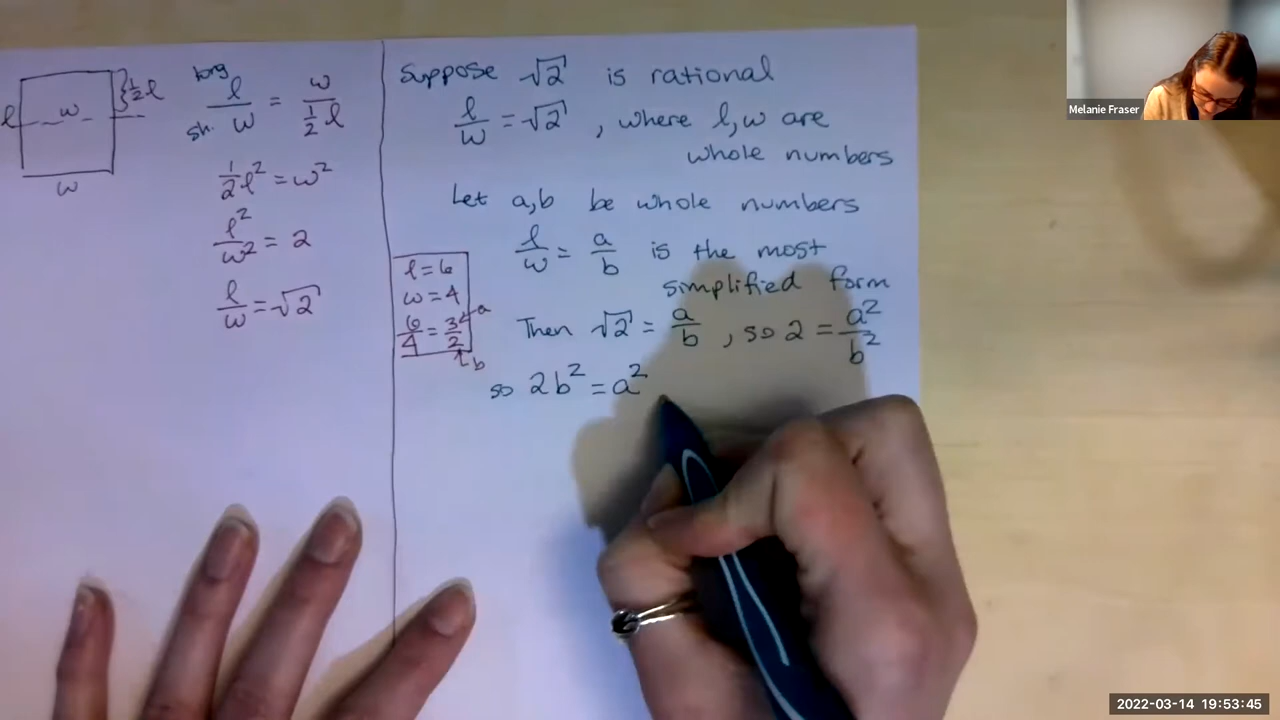 l
w
w
}½l
long
l/w = w/½l
sh.
½l² = w²
l²/w² = 2
l/w = √2
Suppose √2 is rational
l/w = √2 , where l,w are
whole numbers
Let a,b be whole numbers
l/w = a/b is the most
simplified form
l=6
w=4
6/4 = 3/2
a
b
Then √2 = a/b , so 2 = a²/b²
so 2b² = a²
Melanie Fraser
2022-03-14 19:53:45